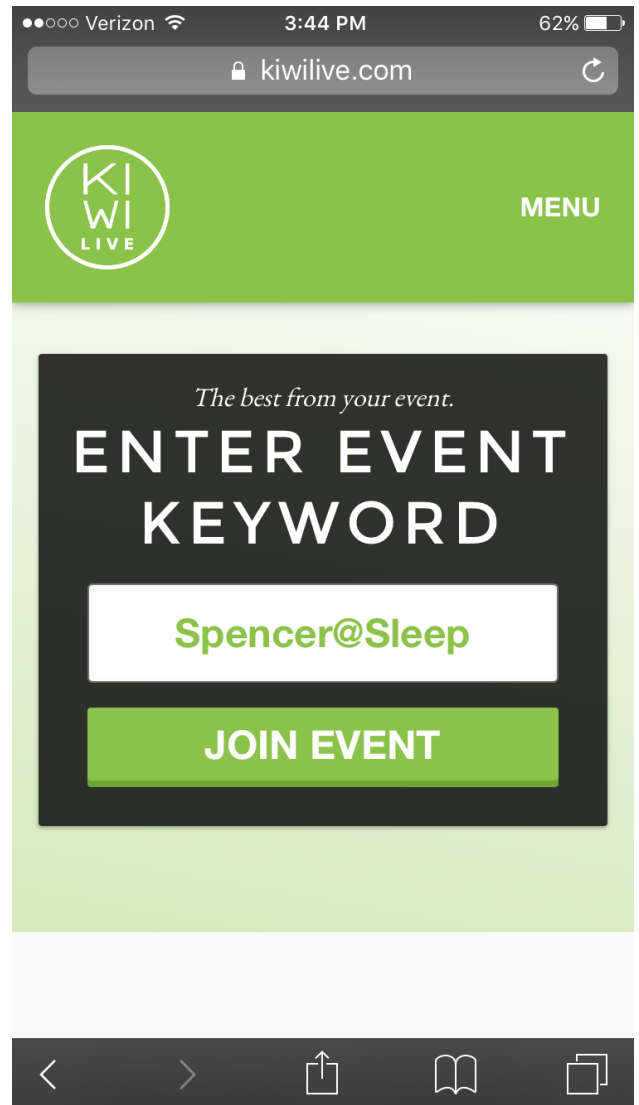 Verizon 3:44 PM 62%
kiwilive.com
KI
WI
LIVE
MENU
The best from your event.
ENTER EVENT
KEYWORD
Spencer@Sleep
JOIN EVENT